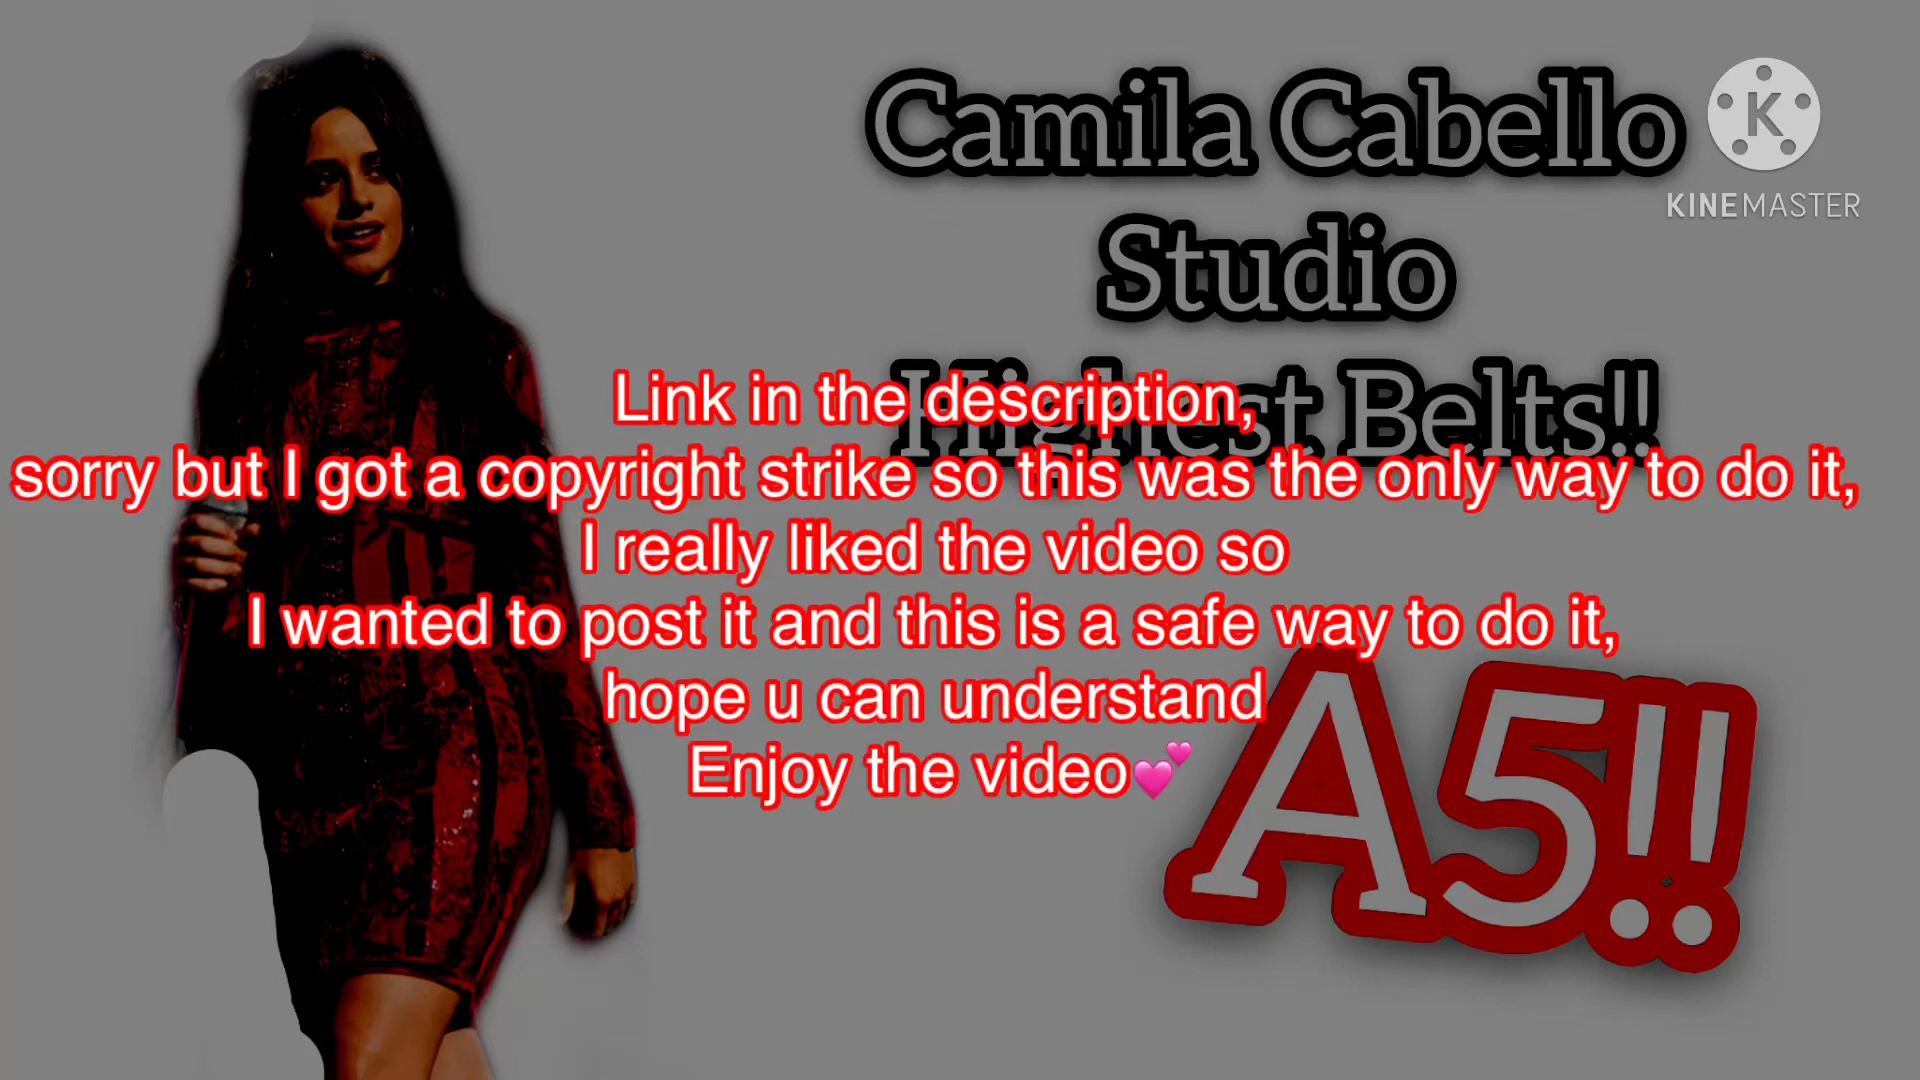 Camila Cabello
Studio
Highest Belts!!
K
KINEMASTER
Link in the description,
sorry but I got a copyright strike so this was the only way to do it,
I really liked the video so
I wanted to post it and this is a safe way to do it,
hope u can understand
Enjoy the video💕
A5!!